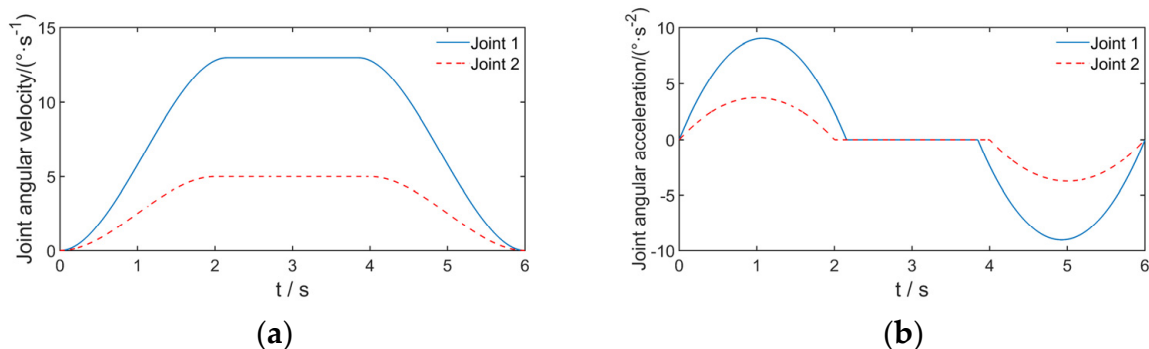 Joint angular velocity/(°·s-1)
15
10
5
0
Joint 1
Joint 2
0 1 2 3 4 5 6
t / s
(a)
Joint angular acceleration/(°·s-2)
10
5
0
-5
-10
Joint 1
Joint 2
0 1 2 3 4 5 6
t / s
(b)